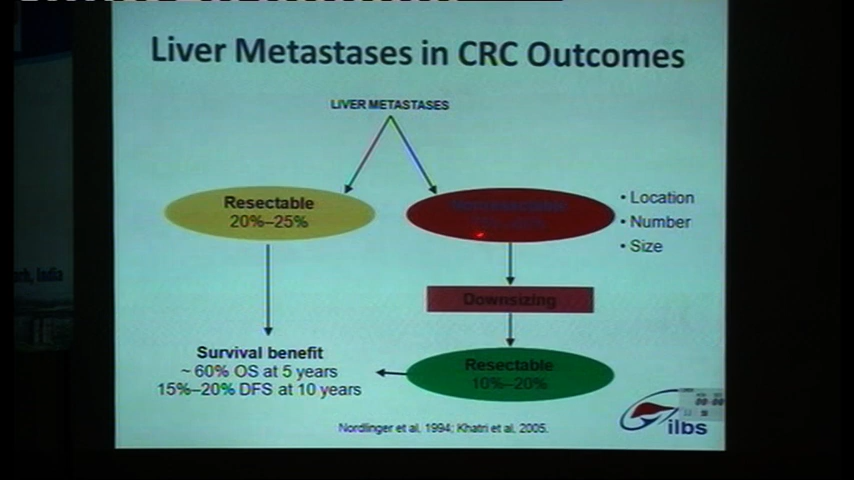 Liver Metastases in CRC Outcomes
LIVER METASTASES
Resectable
20%–25%
• Location
• Number
• Size
Downsizing
Resectable
10%–20%
Survival benefit
~ 60% OS at 5 years
15%–20% DFS at 10 years
Nordlinger et al, 1994; Khatri et al, 2005.
ilbs
India